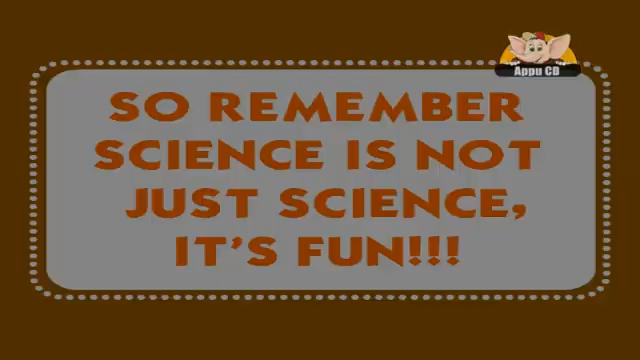 Appu CD
SO REMEMBER
SCIENCE IS NOT
JUST SCIENCE,
IT'S FUN!!!